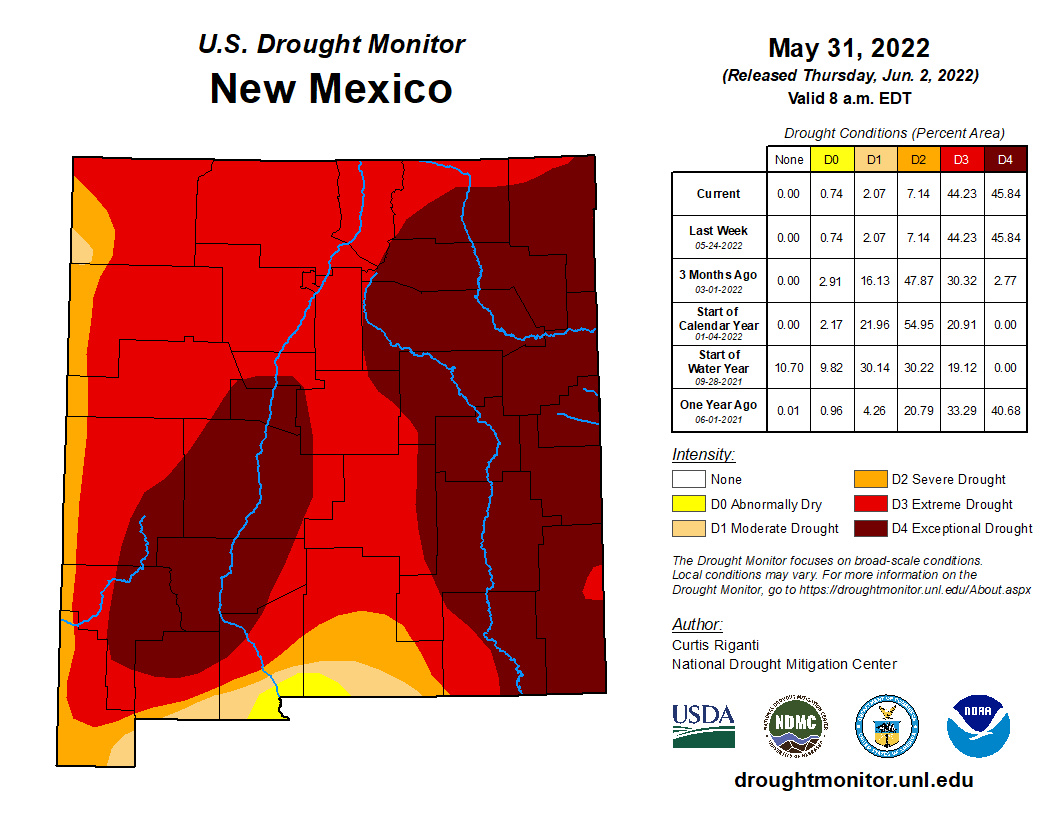 U.S. Drought Monitor
New Mexico
May 31, 2022
(Released Thursday, Jun. 2, 2022)
Valid 8 a.m. EDT
Drought Conditions (Percent Area)
None D0 D1 D2 D3 D4
Current 0.00 0.74 2.07 7.14 44.23 45.84
Last Week
05-24-2022 0.00 0.74 2.07 7.14 44.23 45.84
3 Months Ago
03-01-2022 0.00 2.91 16.13 47.87 30.32 2.77
Start of
Calendar Year
01-04-2022 0.00 2.17 21.96 54.95 20.91 0.00
Start of
Water Year
09-28-2021 10.70 9.82 30.14 30.22 19.12 0.00
One Year Ago
06-01-2021 0.01 0.96 4.26 20.79 33.29 40.68
Intensity:
None
D0 Abnormally Dry
D1 Moderate Drought
D2 Severe Drought
D3 Extreme Drought
D4 Exceptional Drought
The Drought Monitor focuses on broad-scale conditions.
Local conditions may vary. For more information on the
Drought Monitor, go to https://droughtmonitor.unl.edu/About.aspx
Author:
Curtis Riganti
National Drought Mitigation Center
USDA
NDMC
NOAA
droughtmonitor.unl.edu